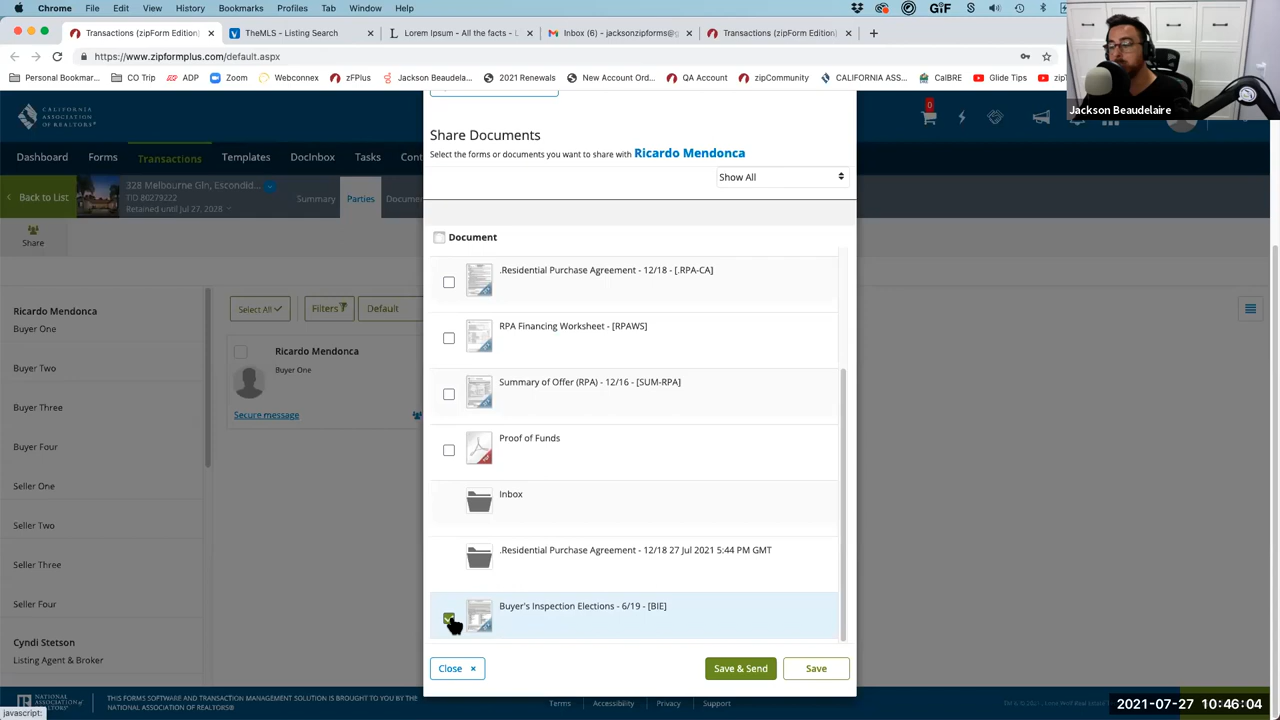 Chrome File Edit View History Bookmarks Profiles Tab Window Help
Transactions (zipForm Edition) × TheMLS - Listing Search × Lorem Ipsum - All the facts - L × Inbox (6) - jacksonzipforms@g × Transactions (zipForm Edition) × +
zipformplus.com/default.aspx
Personal Bookmar... CO Trip ADP Zoom Webconnex zFPlus Jackson Beauda... 2021 Renewals New Account Ord... QA Account zipCommunity CALIFORNIA ASS... CalBRE Glide Tips
Jackson Beaudelaire
CALIFORNIA
ASSOCIATION
OF REALTORS®
0
Dashboard Forms Transactions Templates DocInbox Tasks Cont
Back to List
328 Melbourne Gln, Escondid...
TID 80279222
Retained until Jul 27, 2028
Summary Parties Docume
Share
Ricardo Mendonca
Buyer One
Buyer Two
Buyer Three
Buyer Four
Seller One
Seller Two
Seller Three
Seller Four
Cyndi Stetson
Listing Agent & Broker
Select All Filters Default
Ricardo Mendonca
Buyer One
Secure message
Share Documents
Select the forms or documents you want to share with Ricardo Mendonca
Show All
Document
.Residential Purchase Agreement - 12/18 - [.RPA-CA]
RPA Financing Worksheet - [RPAWS]
Summary of Offer (RPA) - 12/16 - [SUM-RPA]
Proof of Funds
Inbox
.Residential Purchase Agreement - 12/18 27 Jul 2021 5:44 PM GMT
Buyer's Inspection Elections - 6/19 - [BIE]
Close × Save & Send Save
NATIONAL
ASSOCIATION of
REALTORS®
THIS FORMS SOFTWARE AND TRANSACTION MANAGEMENT SOLUTION IS BROUGHT TO YOU BY THE
NATIONAL ASSOCIATION OF REALTORS®
Terms Accessibility Privacy Support
2021-07-27 10:46:04
javascript: